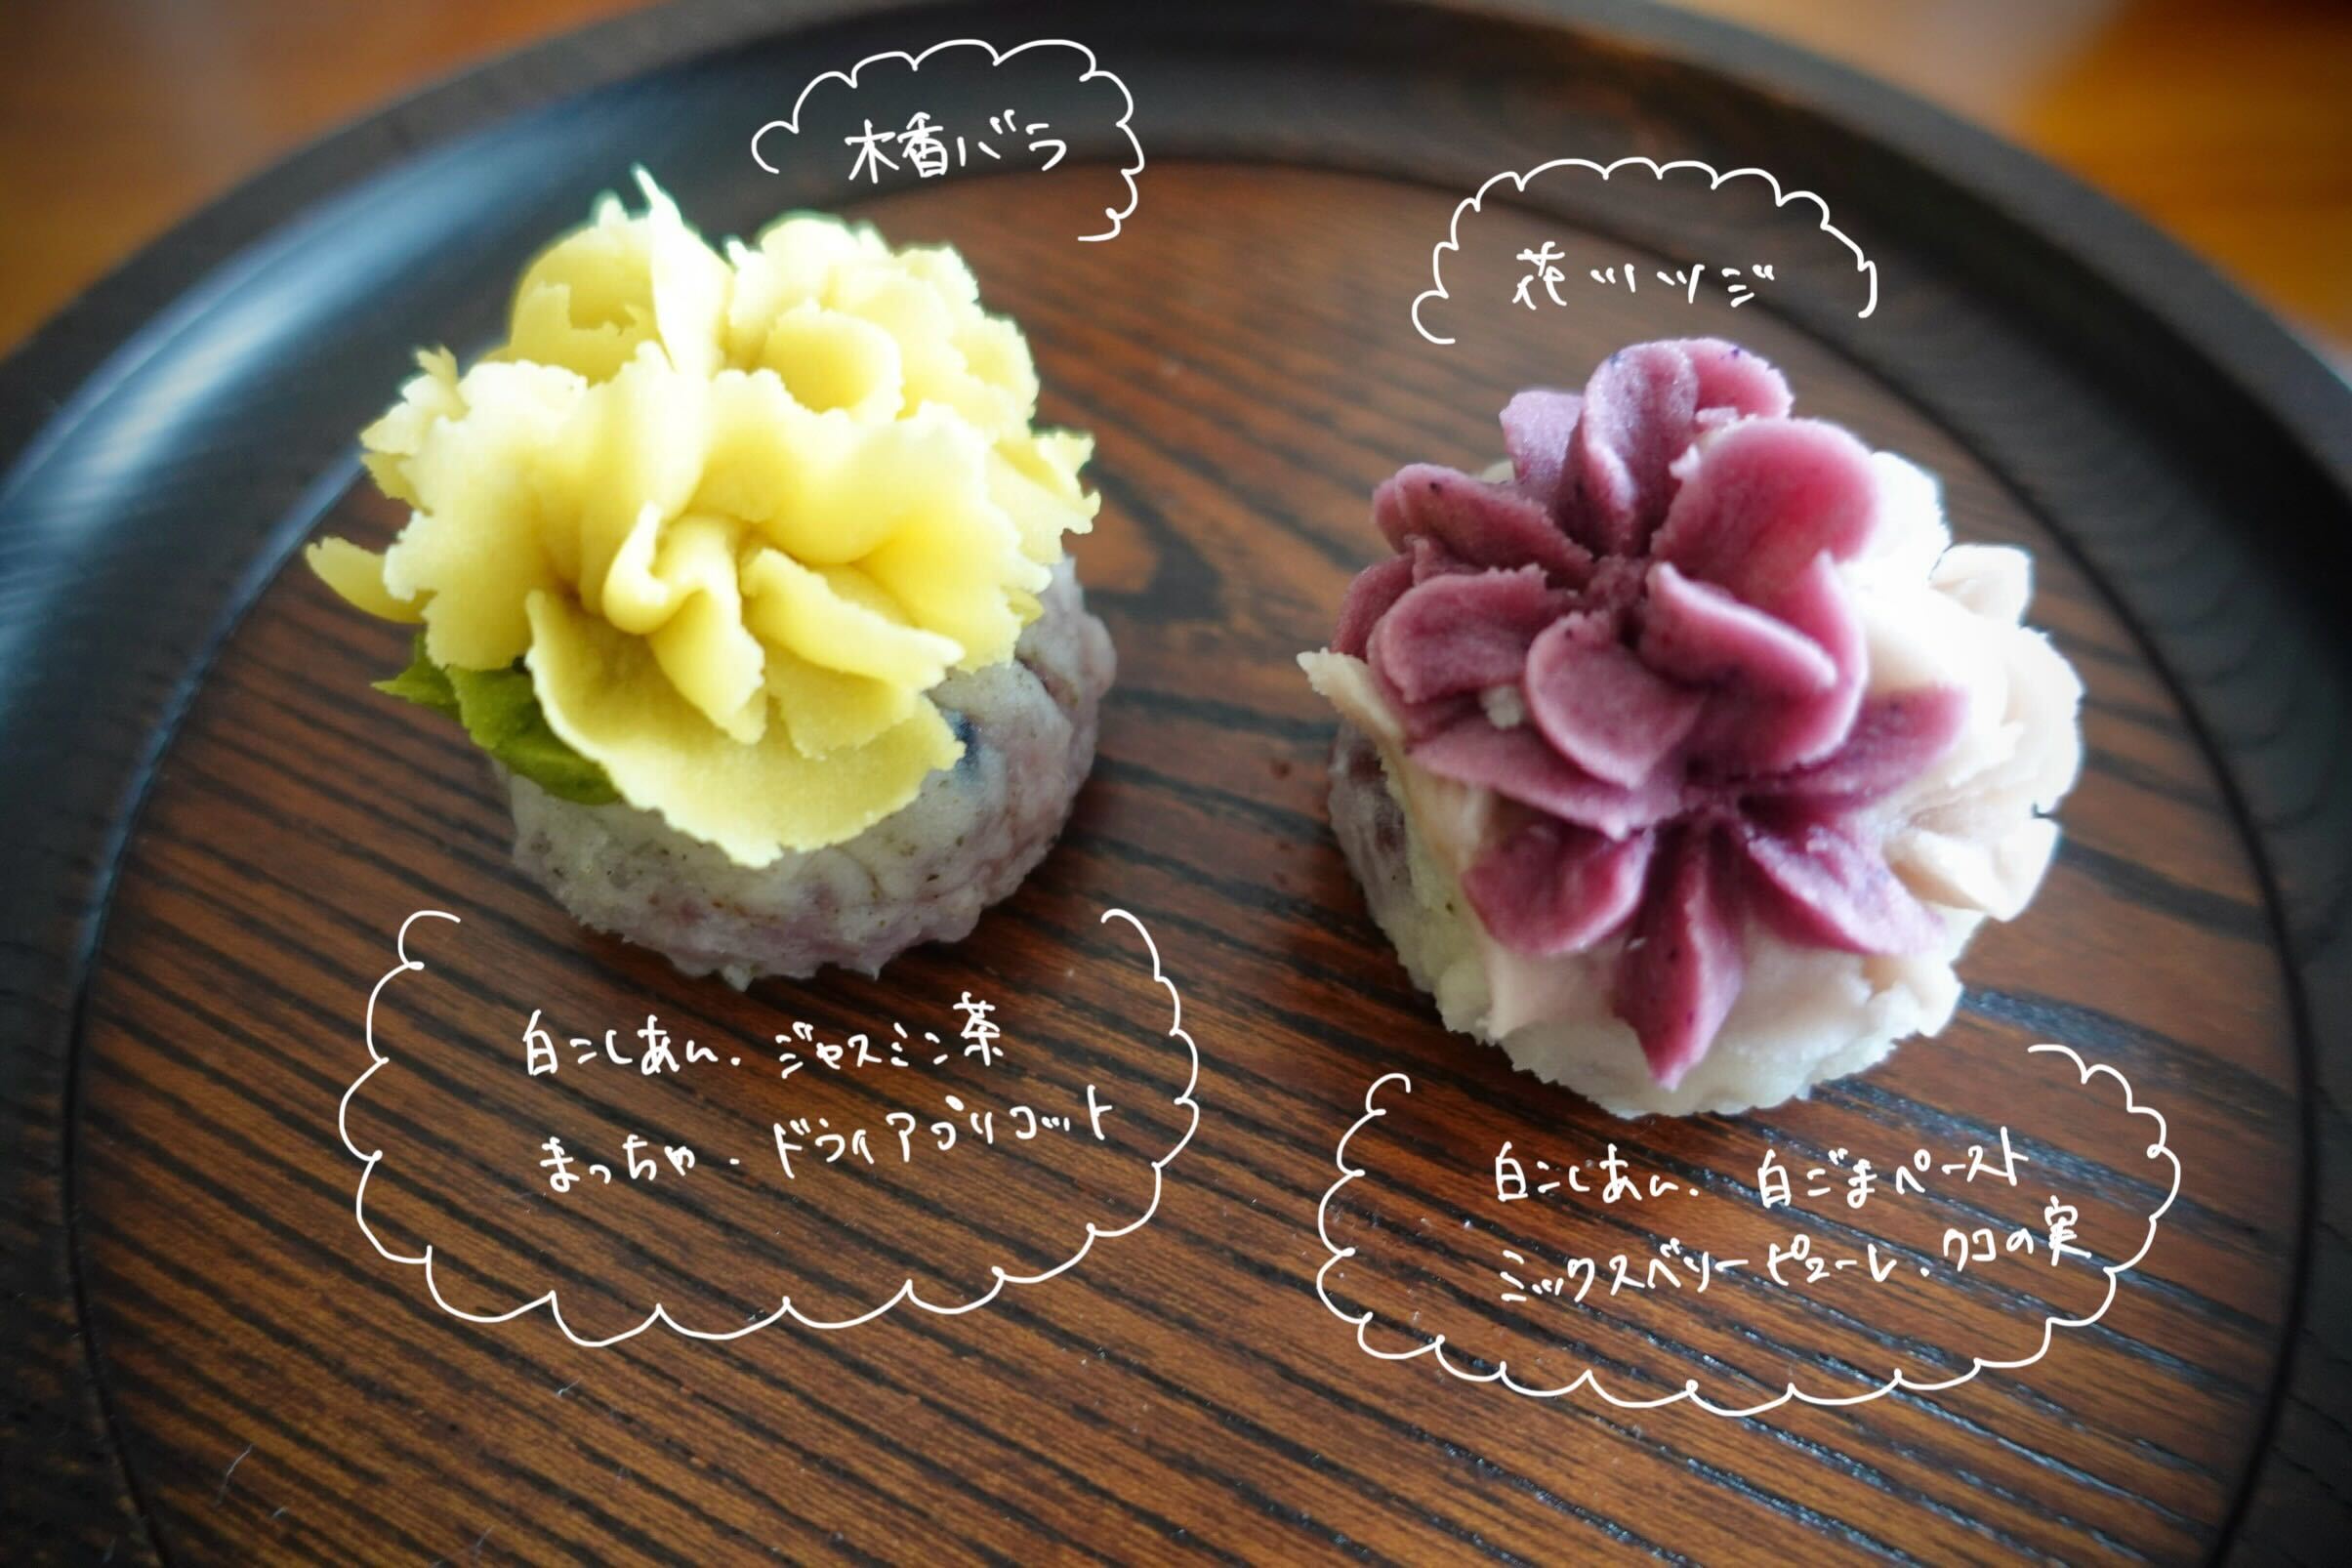 木香バラ
花ツツジ
白こしあん．ジャスミン茶
まっちゃ．ドライアプリコット
白こしあん．白ごまペースト
ミックスベリーピューレ．クコの実